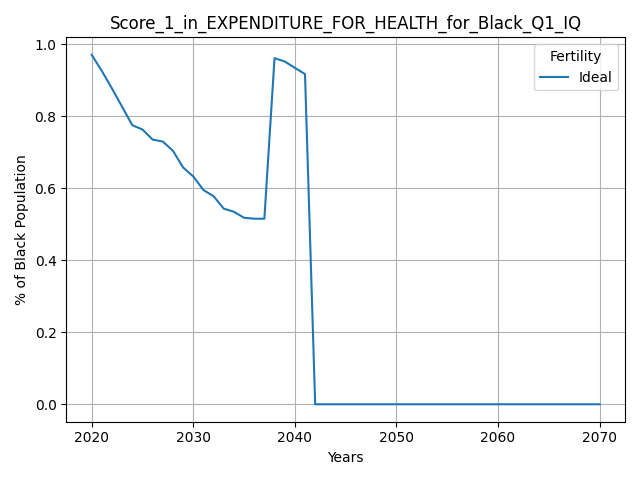 Score_1_in_EXPENDITURE_FOR_HEALTH_for_Black_Q1_IQ
Fertility
Ideal
% of Black Population
1.0
0.8
0.6
0.4
0.2
0.0
2020 2030 2040 2050 2060 2070
Years